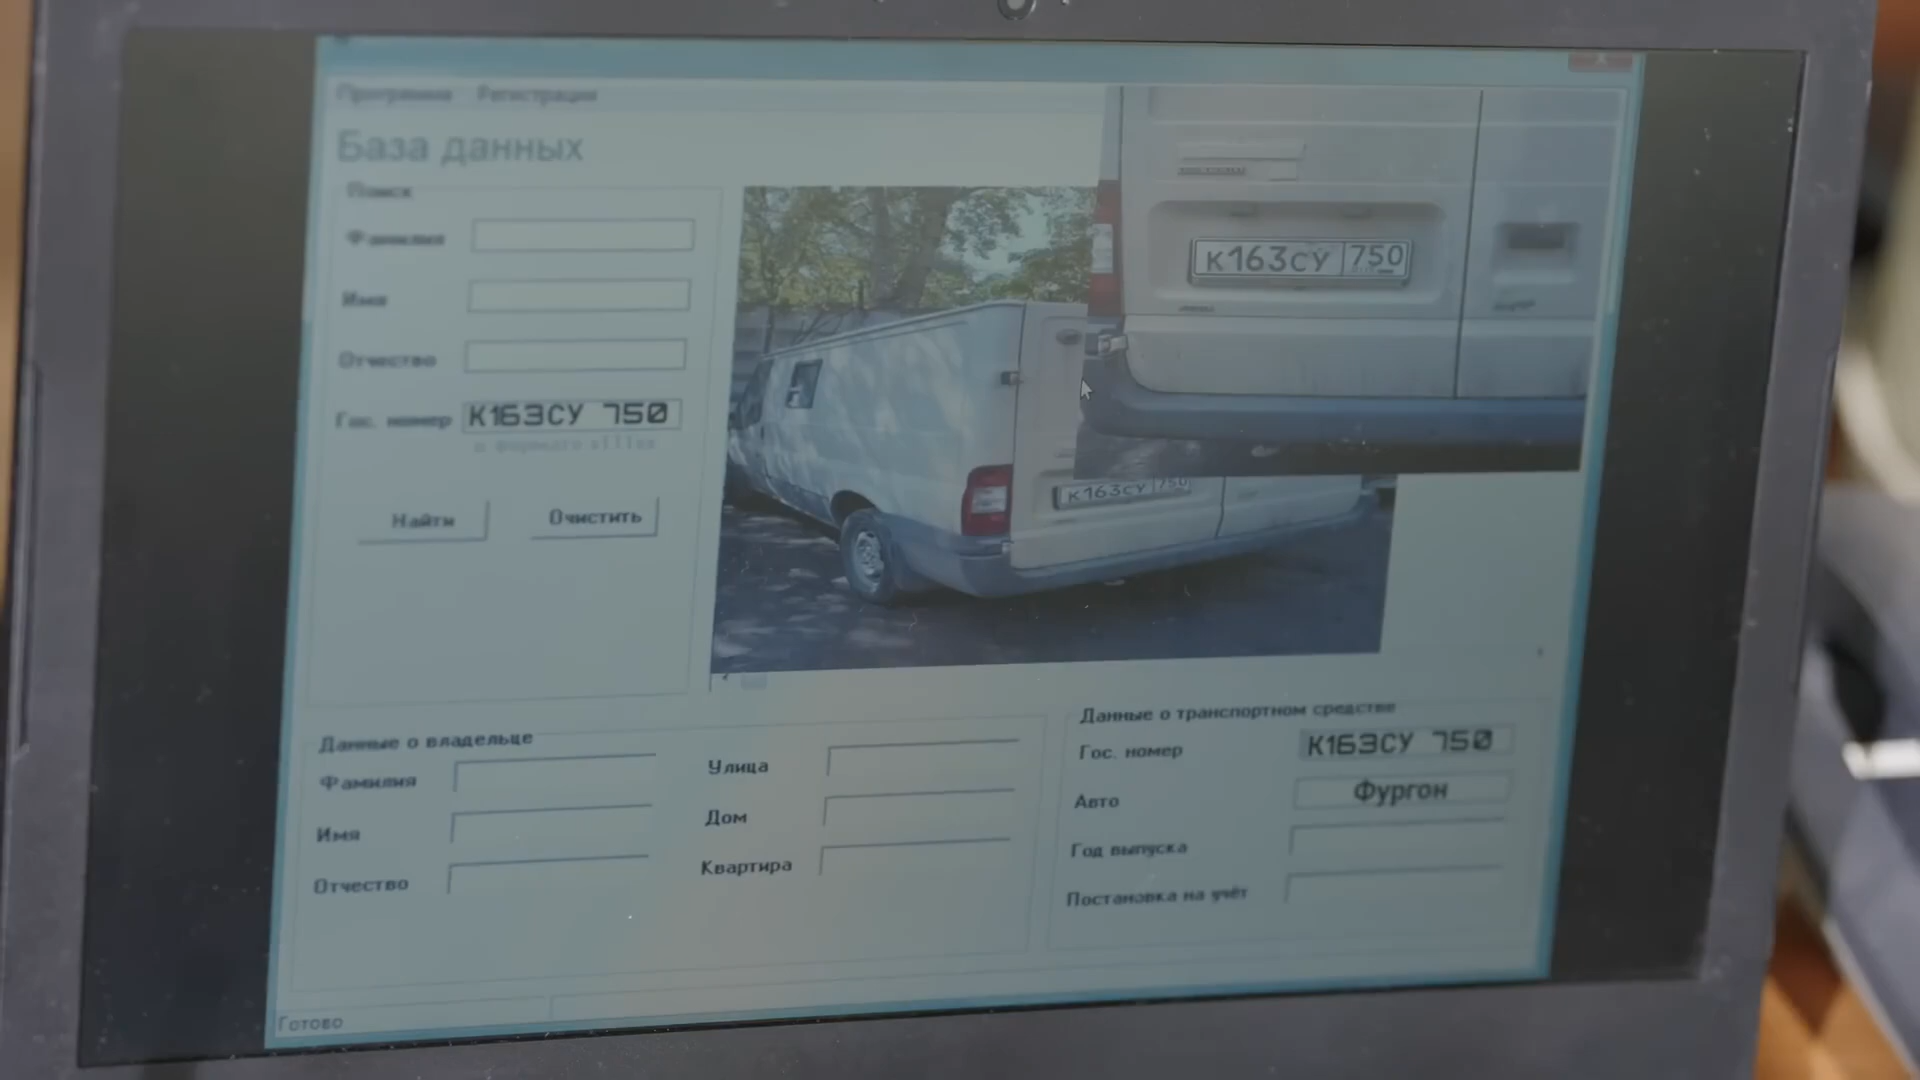 Программа Регистрация
База данных
Поиск
Фамилия
Имя
Отчество
Гос. номер К163СУ 750
Найти Очистить
К163СУ 750
К163СУ 750
Данные о владельце
Фамилия
Имя
Отчество
Улица
Дом
Квартира
Данные о транспортном средстве
Гос. номер К163СУ 750
Авто Фургон
Год выпуска
Постановка на учёт
Готово